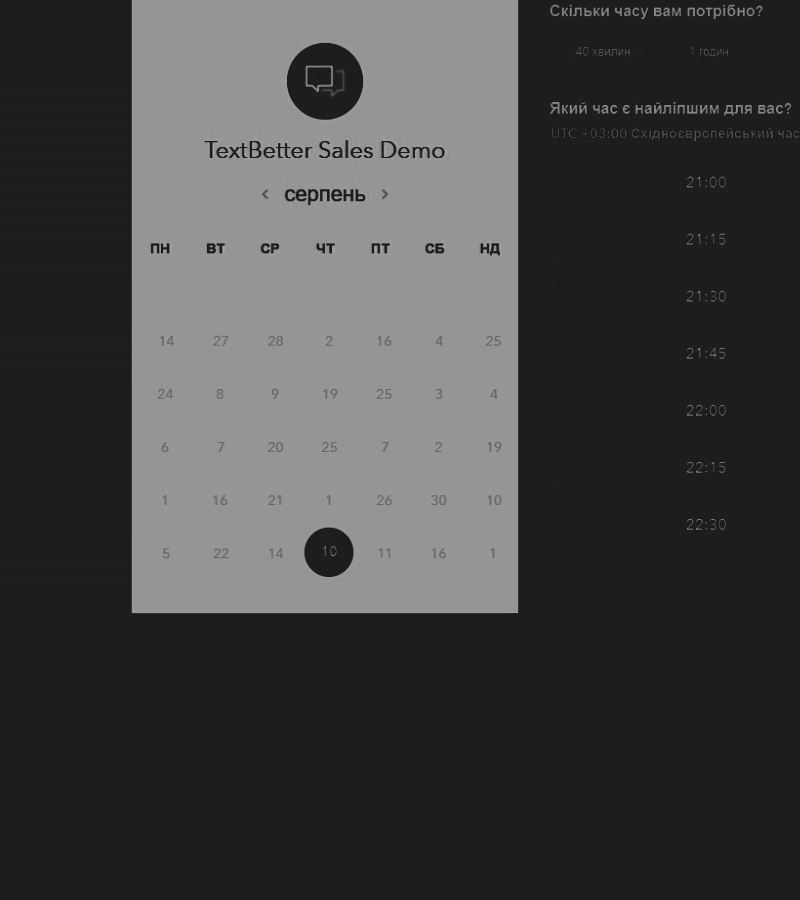 TextBetter Sales Demo
серпень
ПН ВТ СР ЧТ ПТ СБ НД
14 27 28 2 16 4 25
24 8 9 19 25 3 4
6 7 20 25 7 2 19
1 16 21 1 26 30 10
5 22 14 10 11 16 1
Скільки часу вам потрібно?
40 хвилин 1 годин
Який час є найліпшим для вас?
UTC +03:00 Східноєвропейський час
21:00
21:15
21:30
21:45
22:00
22:15
22:30